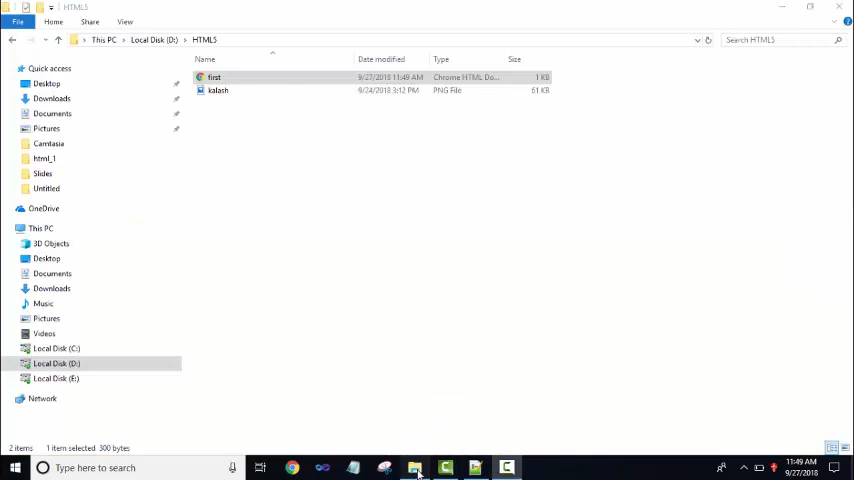 HTML5
File Home Share View
This PC Local Disk (D:) HTML5 Search HTML5
Name Date modified Type Size
Quick access
first 9/27/2018 11:49 AM Chrome HTML Do... 1 KB
Desktop
kalash 9/24/2018 3:12 PM PNG File 61 KB
Downloads
Documents
Pictures
Camtasia
html_1
Slides
Untitled
OneDrive
This PC
3D Objects
Desktop
Documents
Downloads
Music
Pictures
Videos
Local Disk (C:)
Local Disk (D:)
Local Disk (E:)
Network
2 items 1 item selected 300 bytes
Type here to search
11:49 AM
9/27/2018